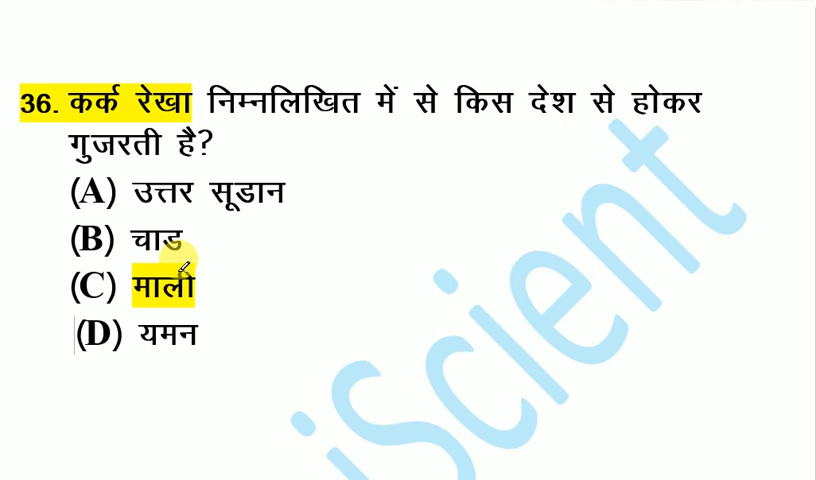 36. कर्क रेखा निम्नलिखित में से किस देश से होकर
गुजरती है?
(A) उत्तर सूडान
(B) चाड
(C) माली
(D) यमन
iScient